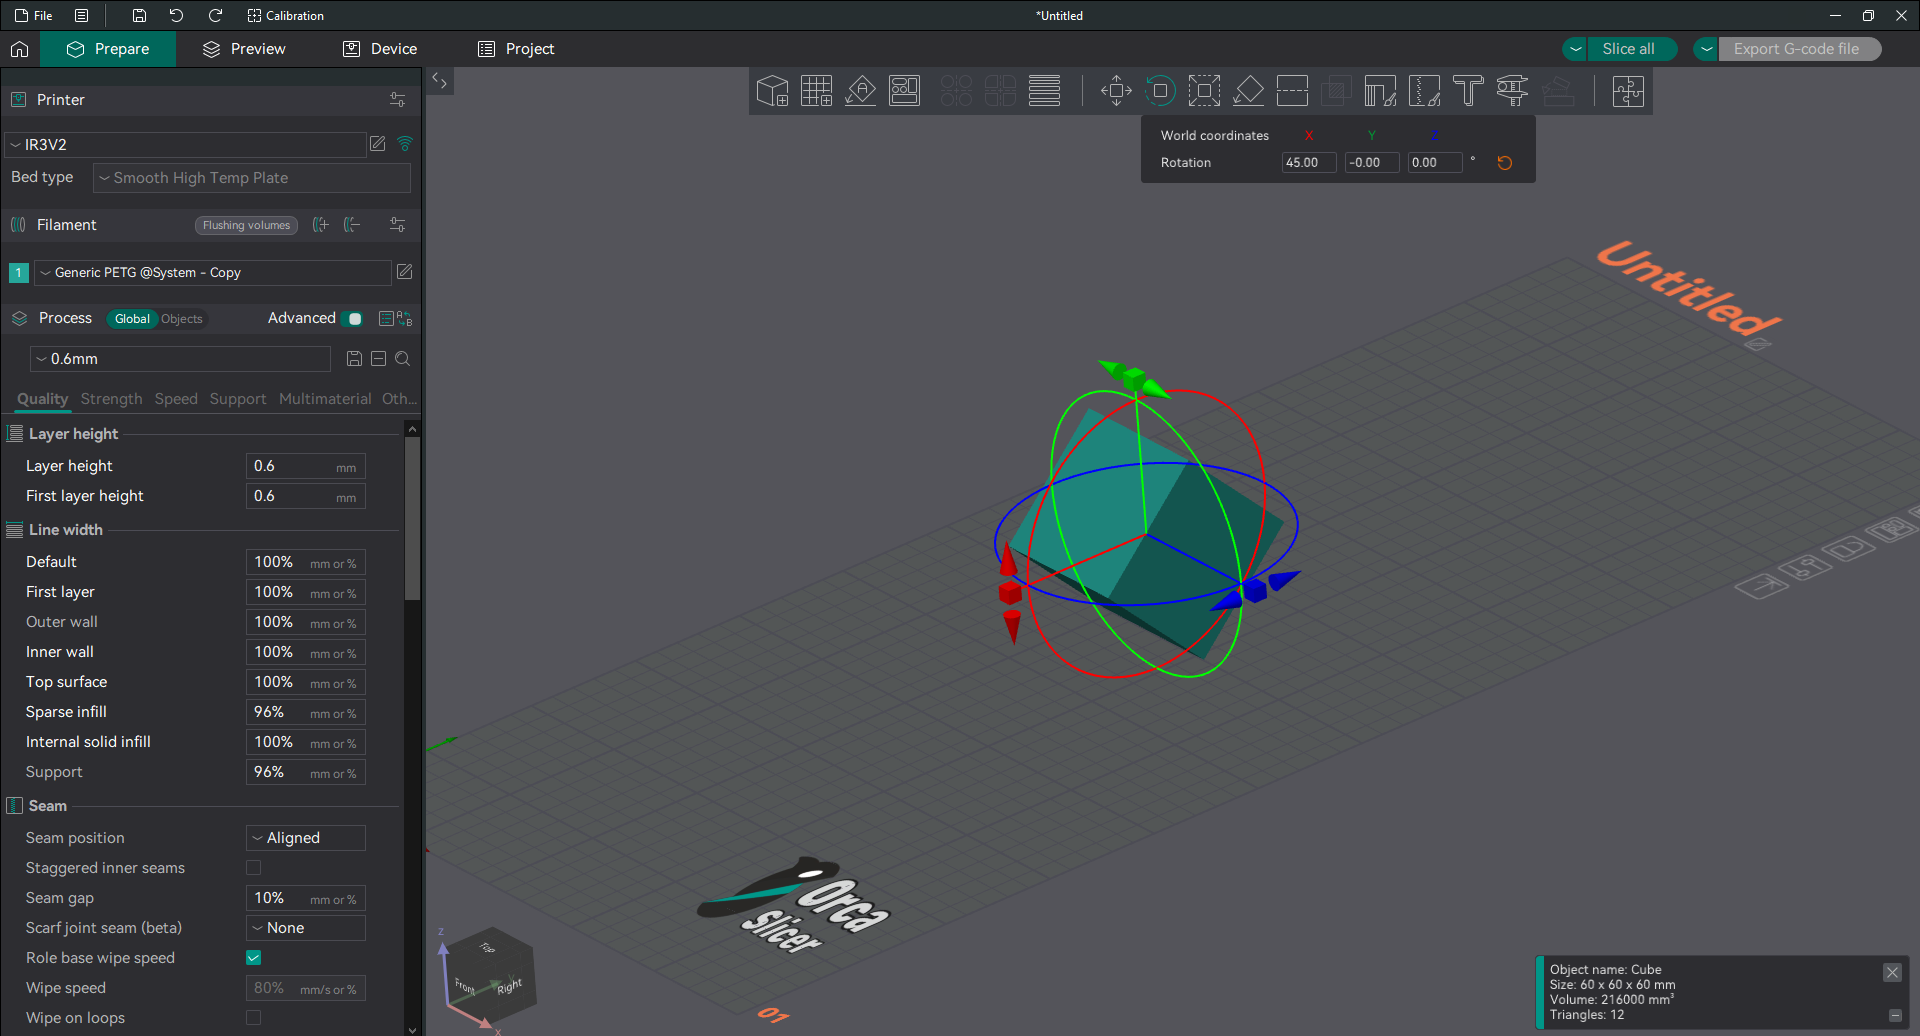 File
Calibration
*Untitled
Prepare
Preview
Device
Project
Slice all
Export G-code file
Printer
IR3V2
Bed type
Smooth High Temp Plate
Filament
Flushing volumes
1
Generic PETG @System - Copy
Process
Global
Objects
Advanced
0.6mm
Quality
Strength
Speed
Support
Multimaterial
Oth...
Layer height
Layer height 0.6 mm
First layer height 0.6 mm
Line width
Default 100% mm or %
First layer 100% mm or %
Outer wall 100% mm or %
Inner wall 100% mm or %
Top surface 100% mm or %
Sparse infill 96% mm or %
Internal solid infill 100% mm or %
Support 96% mm or %
Seam
Seam position Aligned
Staggered inner seams
Seam gap 10% mm or %
Scarf joint seam (beta) None
Role base wipe speed
Wipe speed 80% mm/s or %
Wipe on loops
World coordinates X Y Z
Rotation 45.00 -0.00 0.00 °
Untitled
Orca
Slicer
01
Z
Top
Front
Right
Y
X
Object name: Cube
Size: 60 x 60 x 60 mm
Volume: 216000 mm³
Triangles: 12